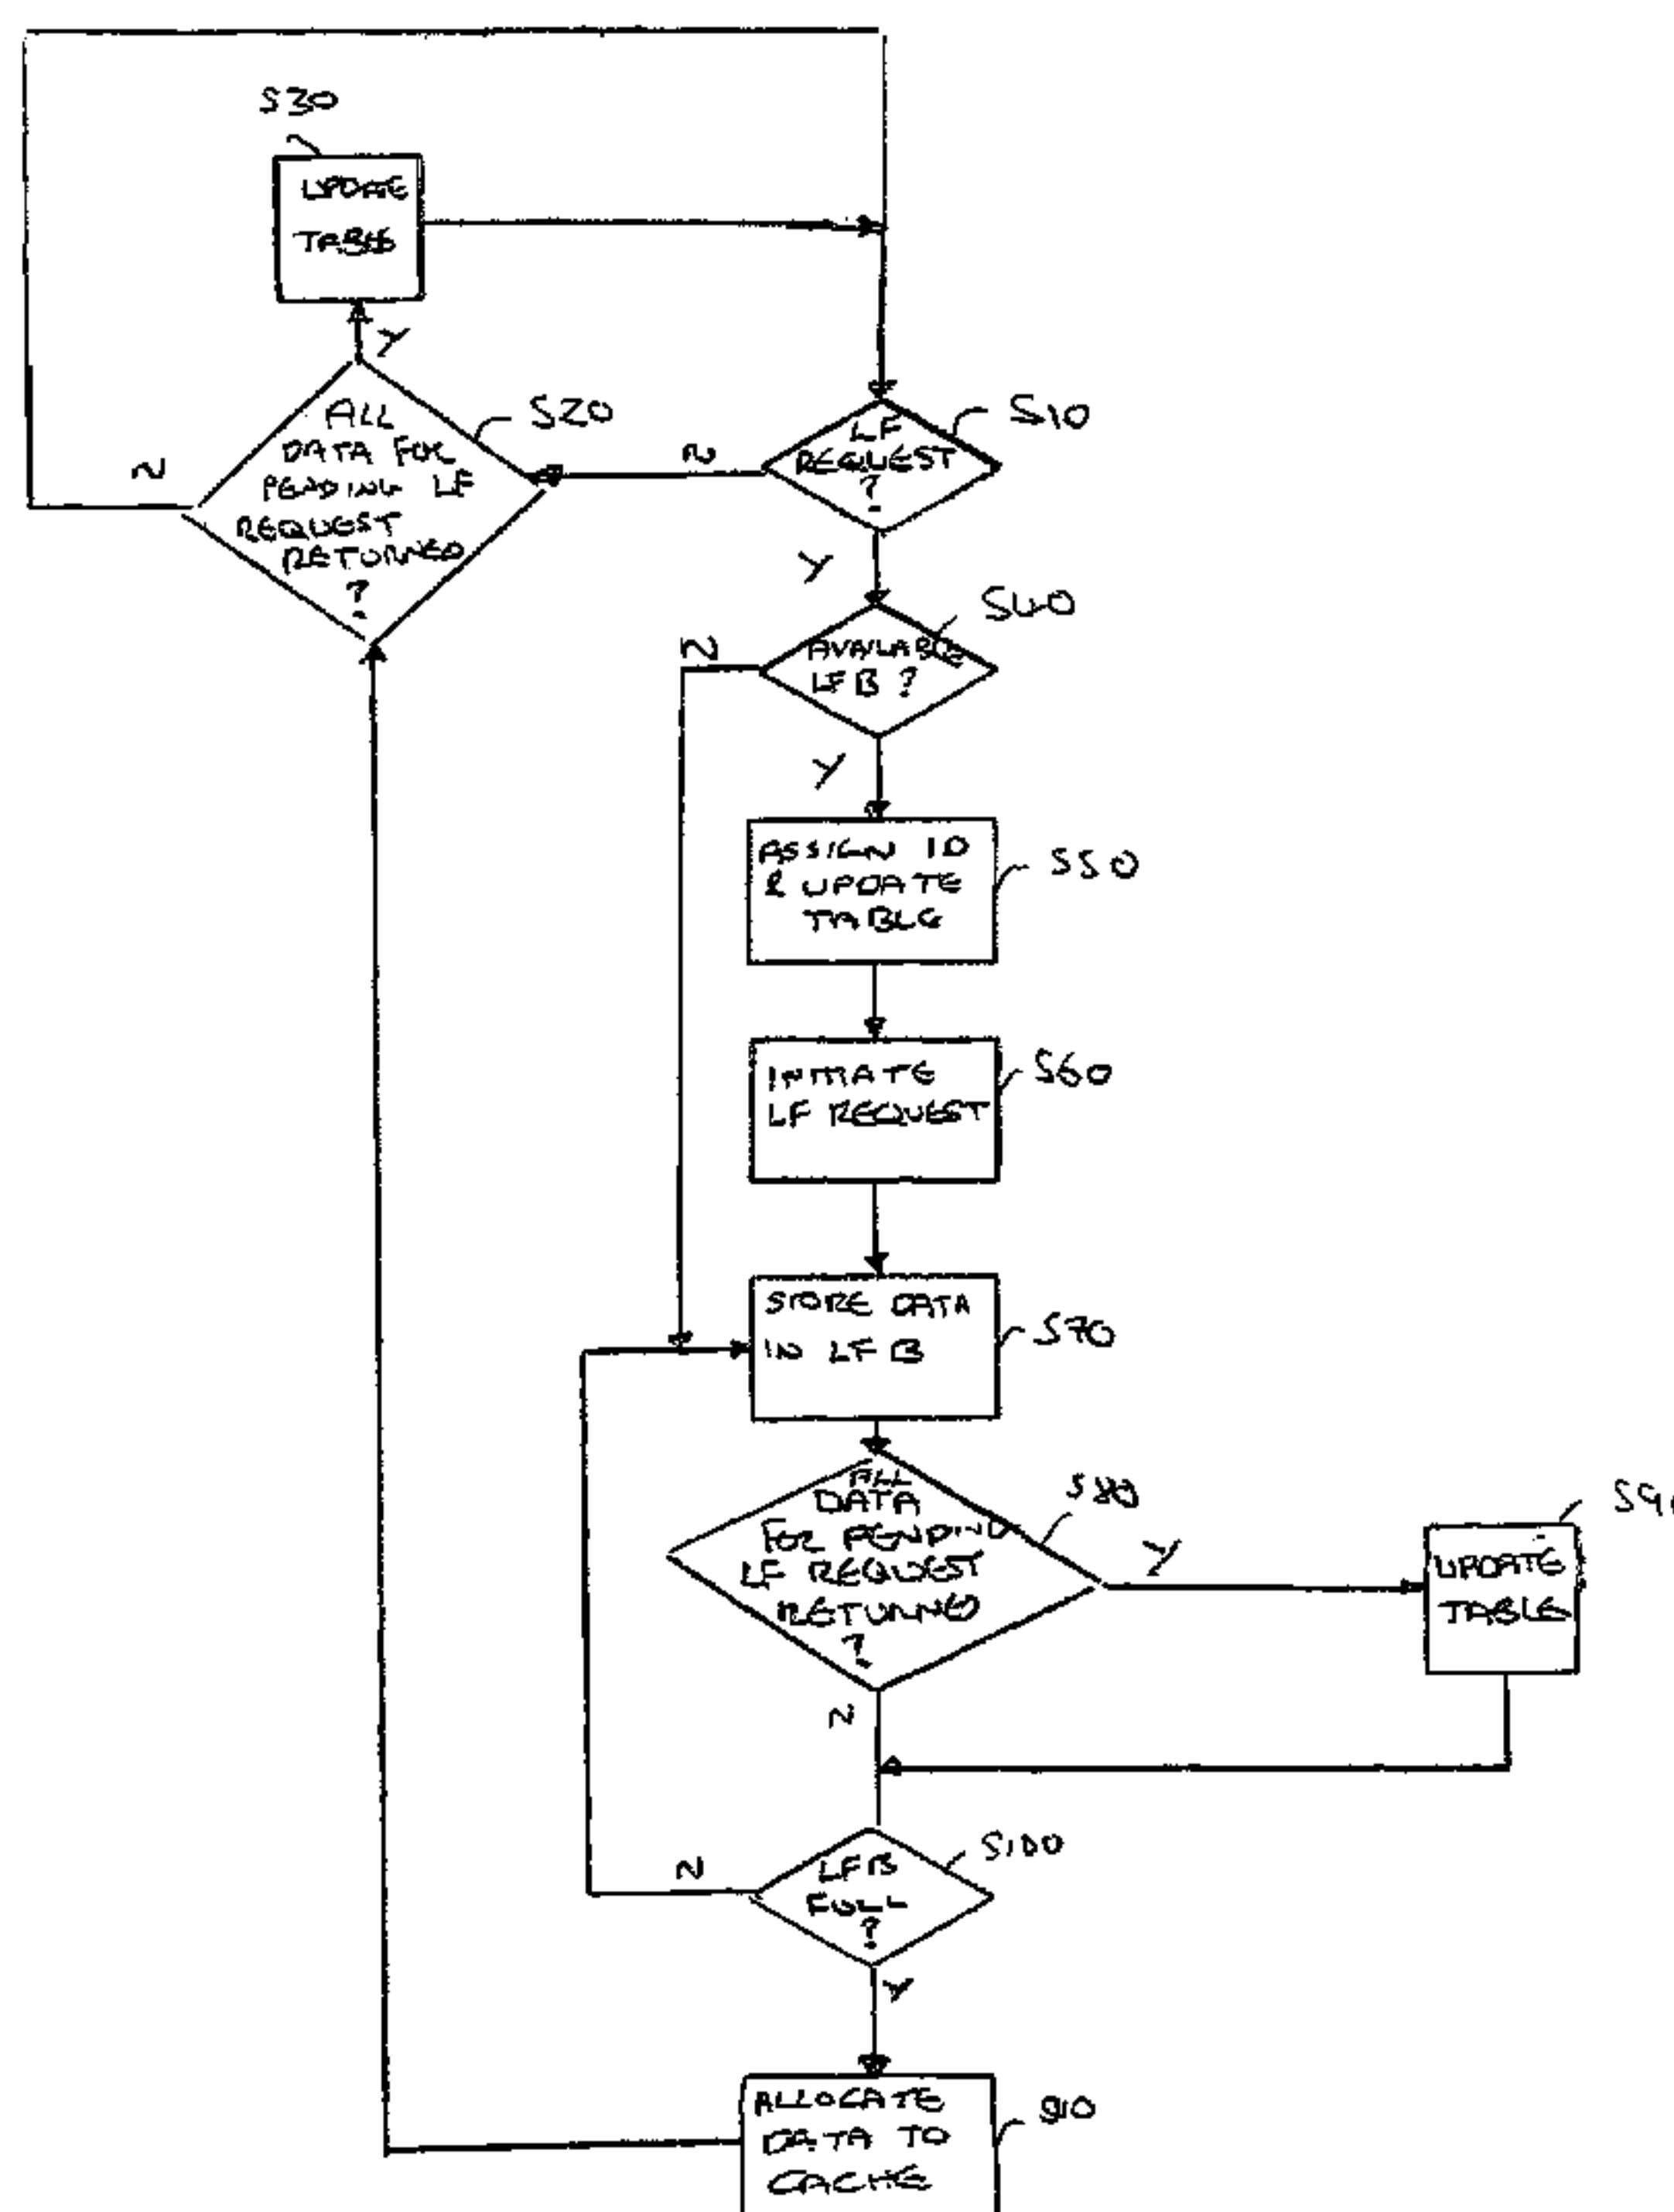 S30
UPDATE
TABLE
Y
ALL
DATA FOR
PENDING LF
REQUEST
RETURNED
?
S20
N
N
LF
REQUEST
?
S10
Y
AVAILABLE
LFB ?
S40
N
Y
ASSIGN ID
& UPDATE
TABLE
S50
INITIATE
LF REQUEST
S60
STORE DATA
IN LFB
S70
ALL
DATA
FOR PENDING
LF REQUEST
RETURNED
?
S80
Y
UPDATE
TABLE
N
LFB
FULL
?
S100
N
Y
ALLOCATE
DATA TO
CACHE